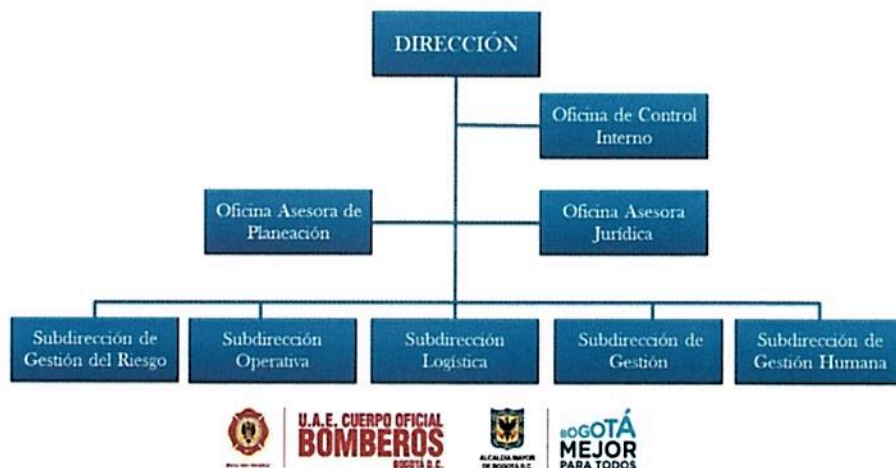 DIRECCIÓN
Oficina de Control
Interno
Oficina Asesora de
Planeación
Oficina Asesora
Jurídica
Subdirección de
Gestión del Riesgo
Subdirección
Operativa
Subdirección
Logística
Subdirección de
Gestión
Subdirección de
Gestión Humana
U.A.E. CUERPO OFICIAL
BOMBEROS
BOGOTÁ D.C.
ALCALDÍA MAYOR
DE BOGOTÁ D.C.
BOGOTÁ
MEJOR
PARA TODOS